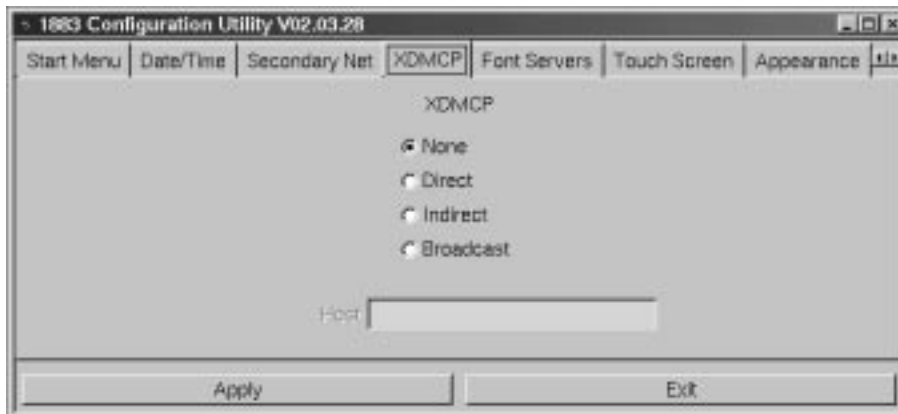 1883 Configuration Utility V02.03.28
Start Menu Date/Time Secondary Net XDMCP Font Servers Touch Screen Appearance
XDMCP
None
Direct
Indirect
Broadcast
Host
Apply Exit